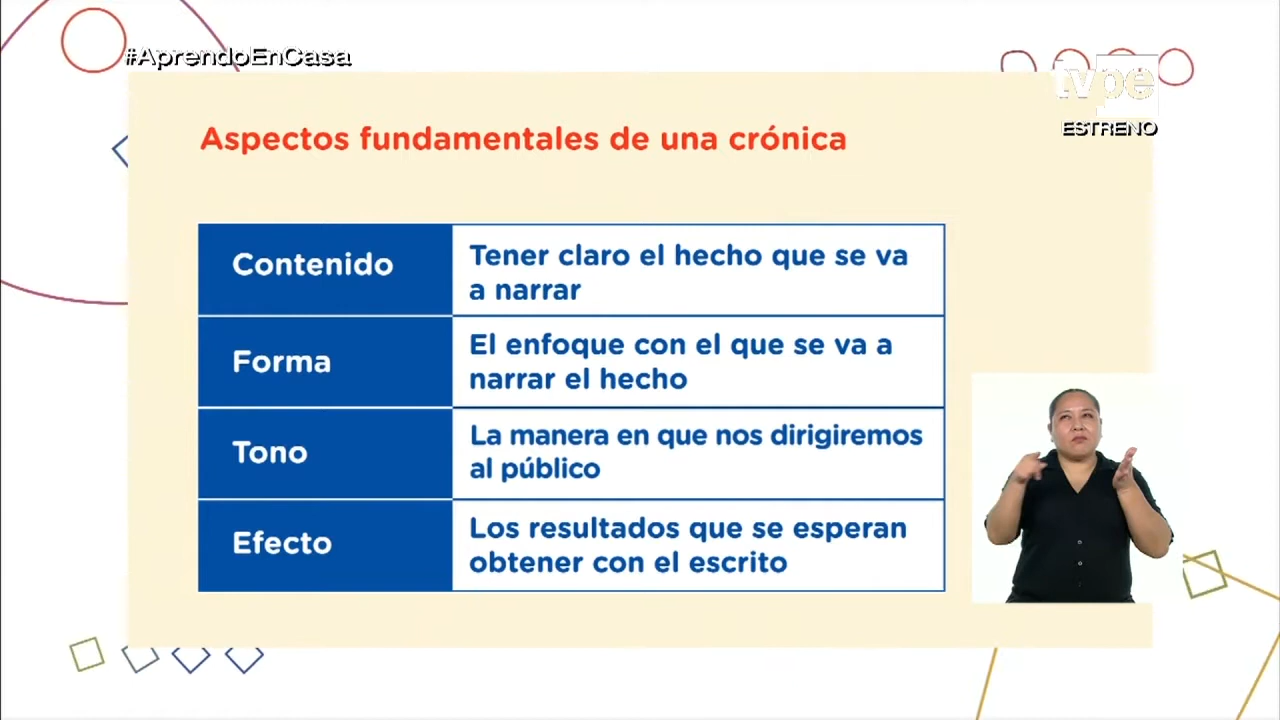 #AprendoEnCasa
tvpe
ESTRENO
Aspectos fundamentales de una crónica
Contenido
Tener claro el hecho que se va
a narrar
Forma
El enfoque con el que se va a
narrar el hecho
Tono
La manera en que nos dirigiremos
al público
Efecto
Los resultados que se esperan
obtener con el escrito